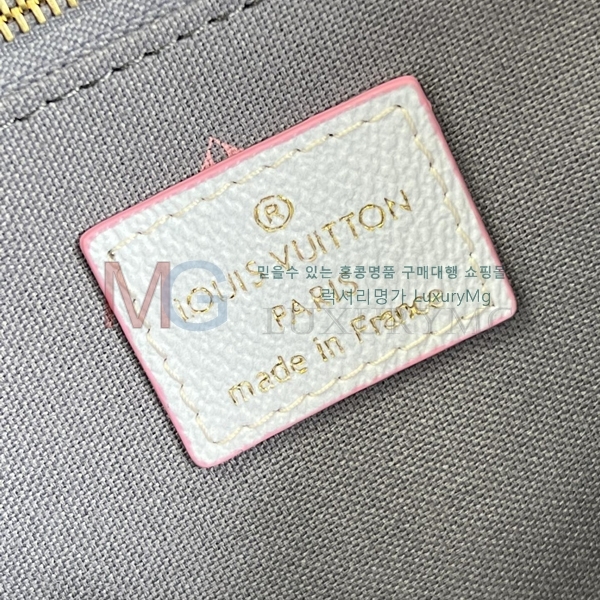 ®
LOUIS VUITTON
PARIS
made in France
MG
믿을수 있는 홍콩명품 구매대행 쇼핑몰
럭셔리명가 LuxuryMg
LUXURYMG